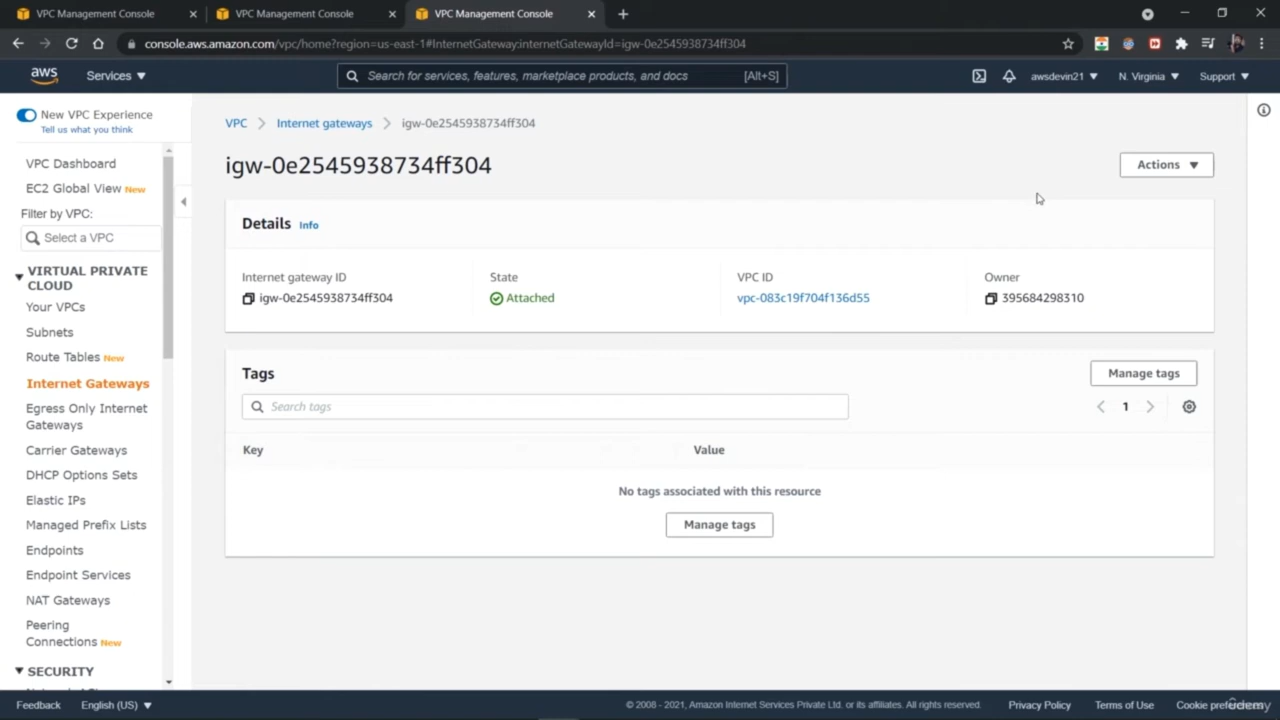 VPC Management Console
VPC Management Console
VPC Management Console
console.aws.amazon.com/vpc/home?region=us-east-1#InternetGateway:internetGatewayId=igw-0e2545938734ff304
aws
Services
Search for services, features, marketplace products, and docs [Alt+S]
awsdevin21
N. Virginia
Support
New VPC Experience
Tell us what you think
VPC Dashboard
EC2 Global View New
Filter by VPC:
Select a VPC
VIRTUAL PRIVATE
CLOUD
Your VPCs
Subnets
Route Tables New
Internet Gateways
Egress Only Internet
Gateways
Carrier Gateways
DHCP Options Sets
Elastic IPs
Managed Prefix Lists
Endpoints
Endpoint Services
NAT Gateways
Peering
Connections New
SECURITY
VPC > Internet gateways > igw-0e2545938734ff304
igw-0e2545938734ff304
Actions
Details Info
Internet gateway ID
igw-0e2545938734ff304
State
Attached
VPC ID
vpc-083c19f704f136d55
Owner
395684298310
Tags
Manage tags
Search tags
1
Key Value
No tags associated with this resource
Manage tags
Feedback
English (US)
© 2008 - 2021, Amazon Internet Services Private Ltd. or its affiliates. All rights reserved.
Privacy Policy
Terms of Use
Cookie preferences
udemy